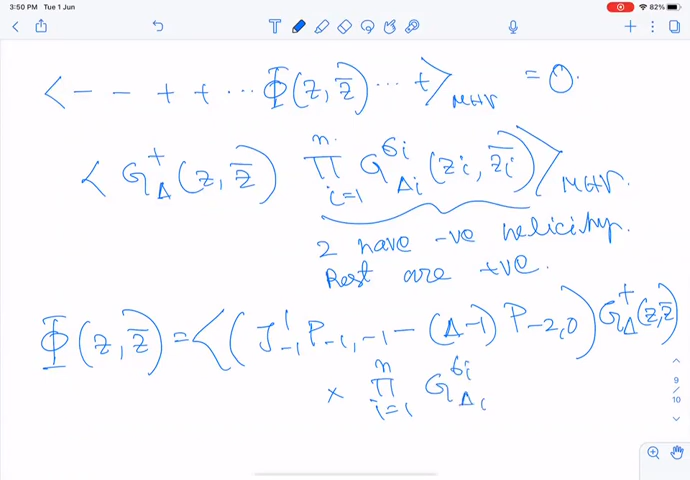 3:50 PM Tue 1 Jun
82%
< - - + + ... Φ(z, z̄) ... + >_MHV = 0.
< G^+_Δ (z, z̄) ∏_{i=1}^{n} G^{σi}_{Δi} (zi, z̄i) >_MHV.
2 have -ve helicity.
Rest are +ve.
Φ(z, z̄) = < ( J^1_{-1} P_{-1,-1} - (Δ-1) P_{-2,0} ) G^+_Δ (z, z̄)
× ∏_{i=1}^{n} G^{σi}_{Δi}
9
/
10